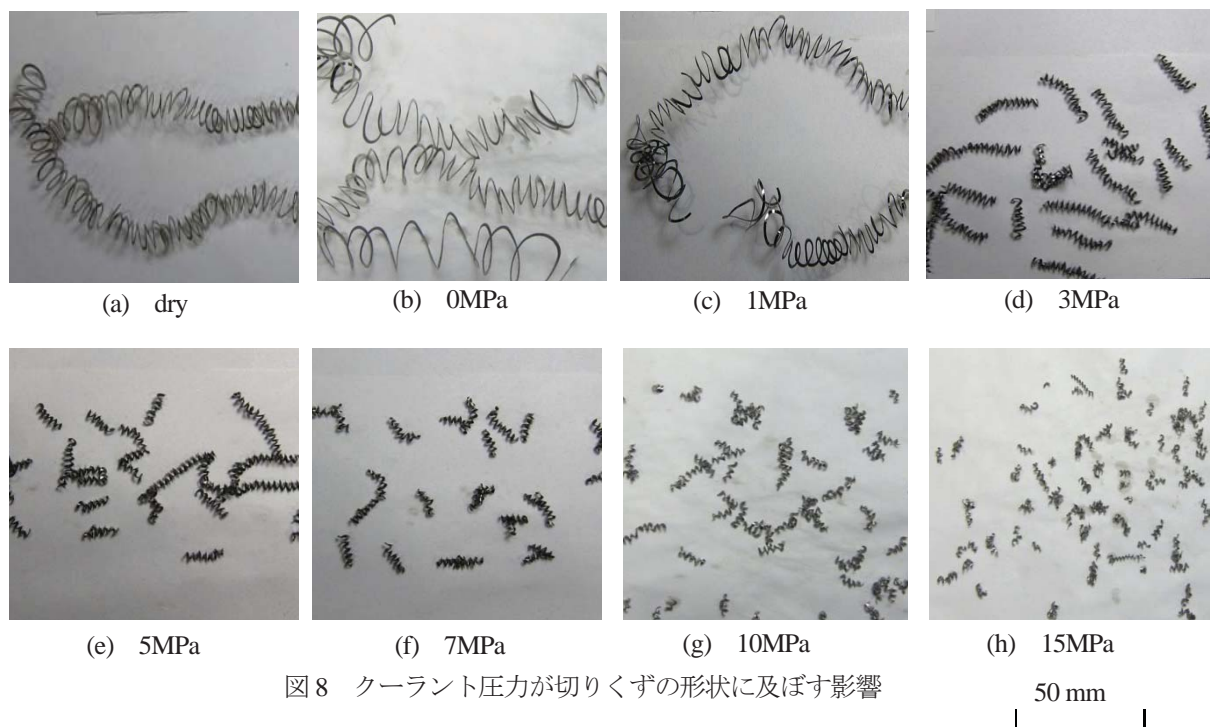 (a) dry
(b) 0MPa
(c) 1MPa
(d) 3MPa
(e) 5MPa
(f) 7MPa
(g) 10MPa
(h) 15MPa
図8 クーラント圧力が切りくずの形状に及ぼす影響
50 mm